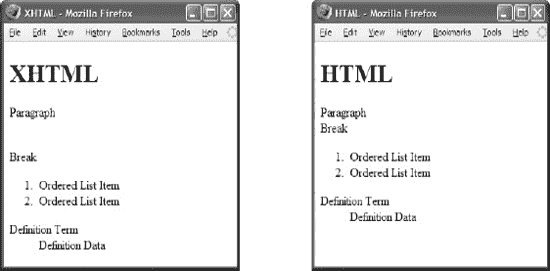 XHTML - Mozilla Firefox
File Edit View History Bookmarks Tools Help
XHTML
Paragraph
Break
1. Ordered List Item
2. Ordered List Item
Definition Term
Definition Data
HTML - Mozilla Firefox
File Edit View History Bookmarks Tools Help
HTML
Paragraph
Break
1. Ordered List Item
2. Ordered List Item
Definition Term
Definition Data